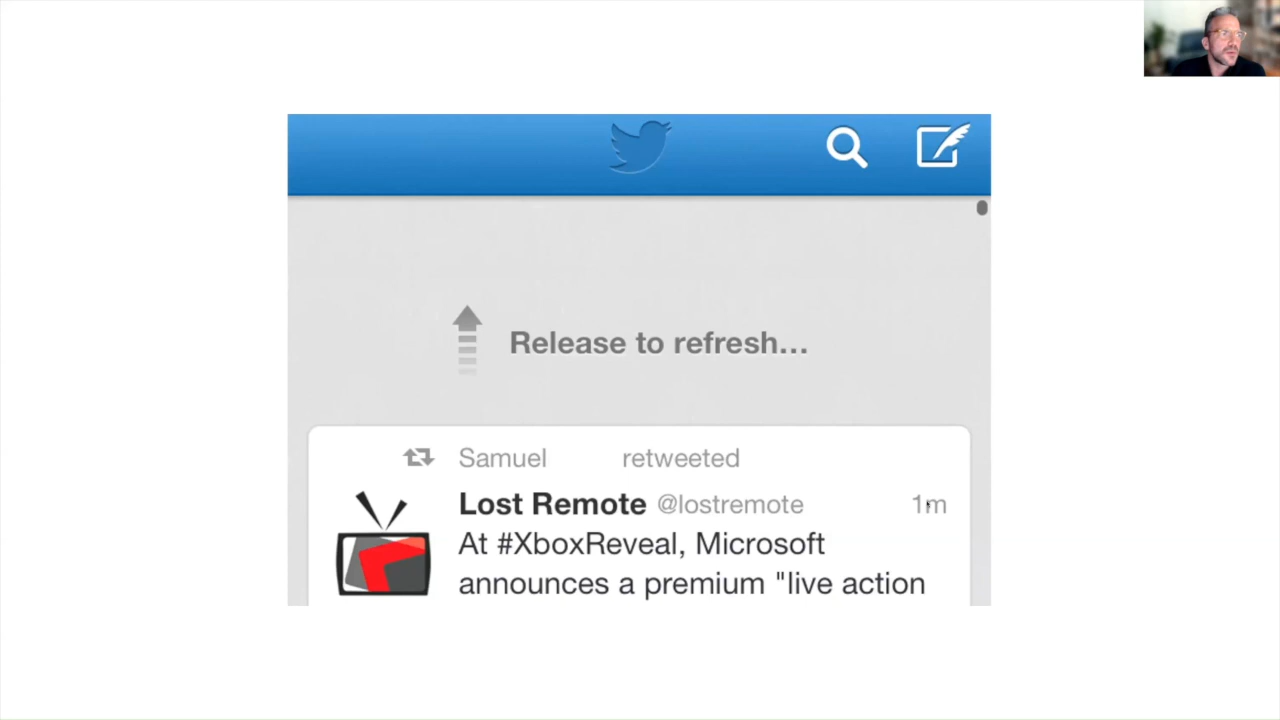 Release to refresh...
Samuel retweeted
Lost Remote @lostremote 1m
At #XboxReveal, Microsoft
announces a premium "live action